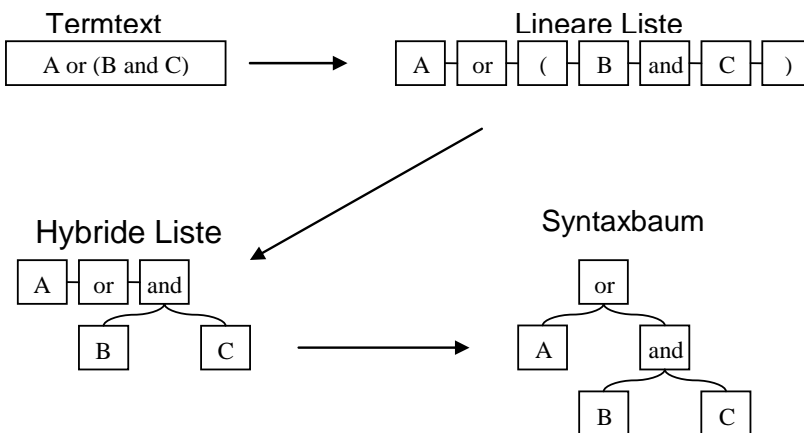 Termtext
A or (B and C)
Lineare Liste
A or ( B and C )
Hybride Liste
A or and
B C
Syntaxbaum
or
A and
B C